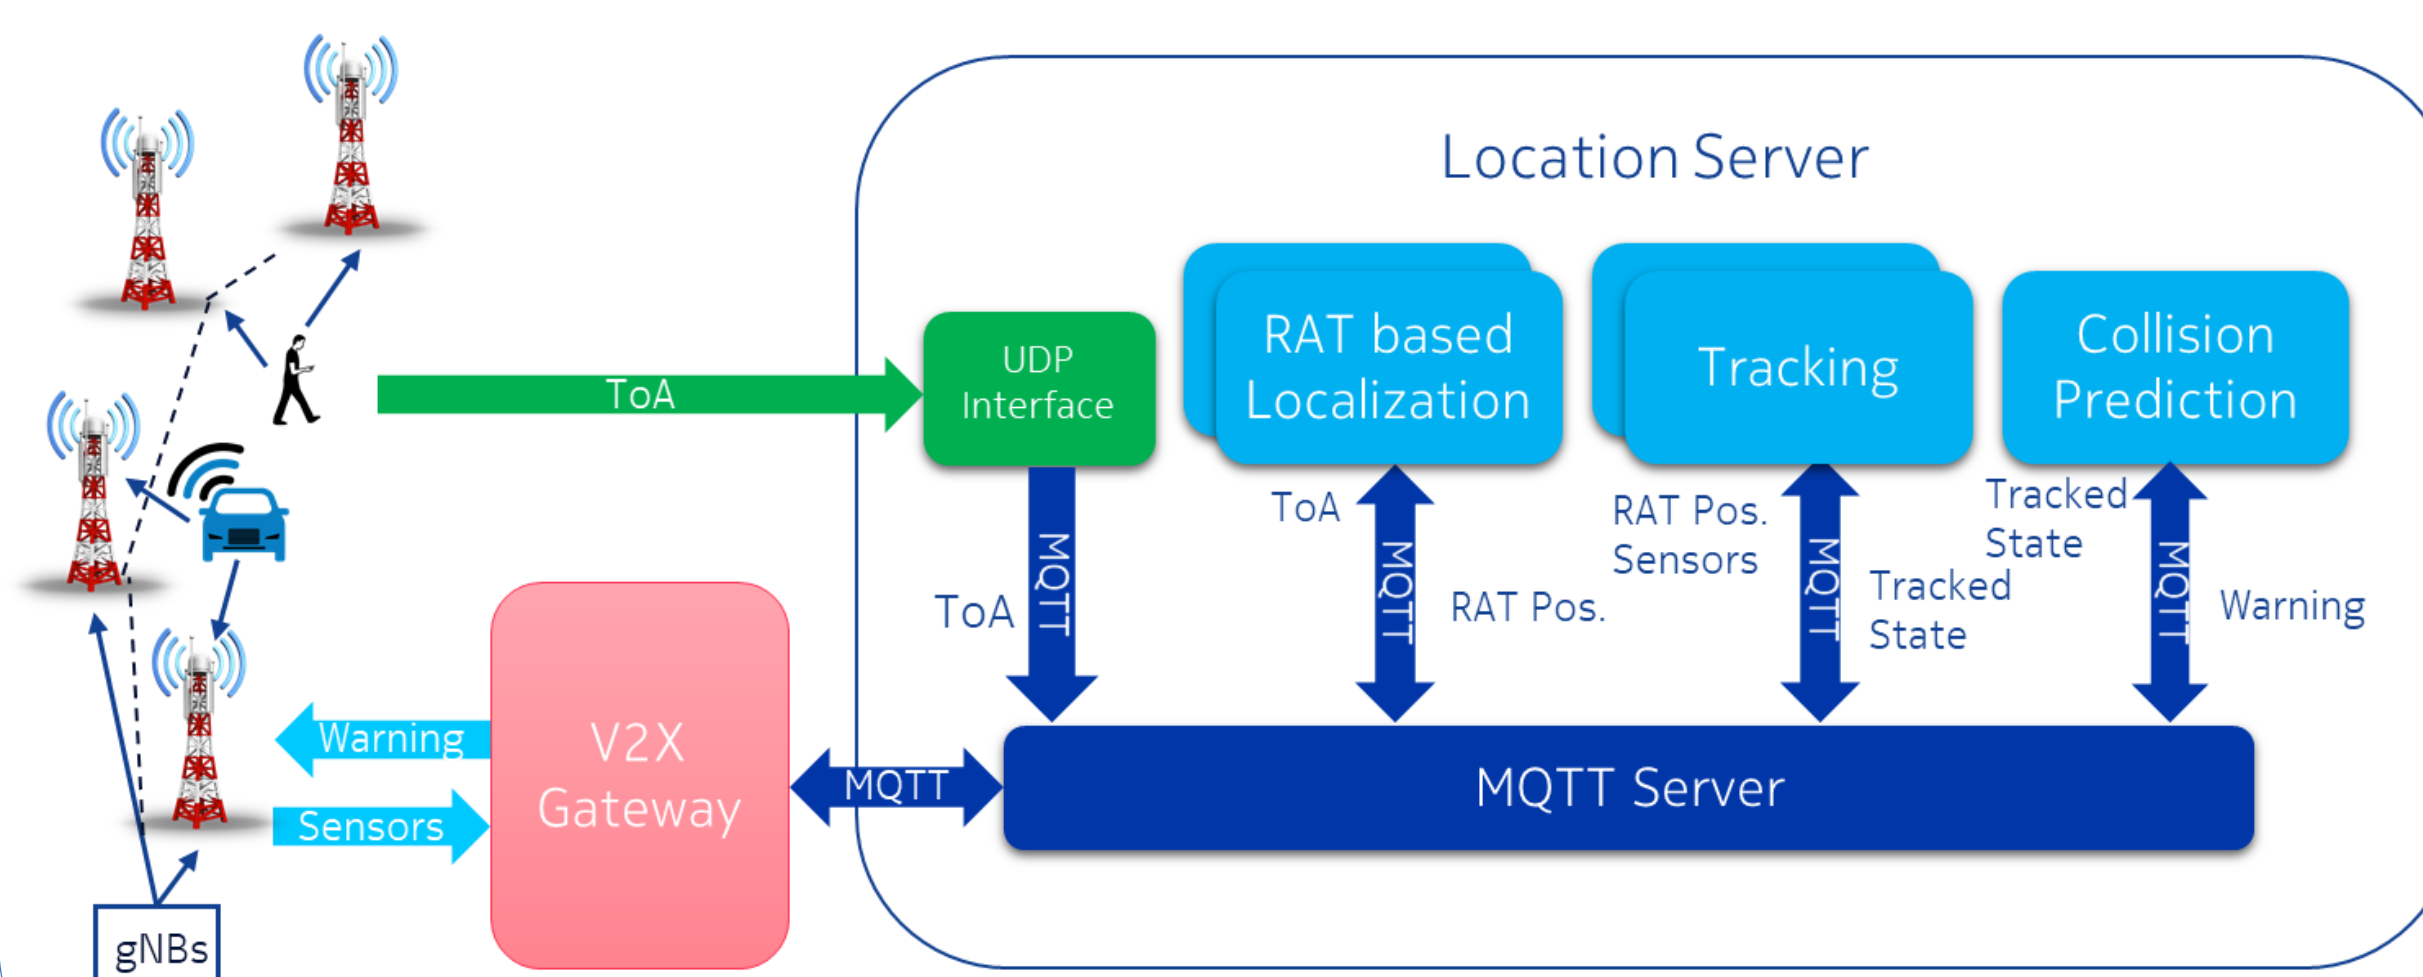 Location Server
UDP
Interface
RAT based
Localization
Tracking
Collision
Prediction
ToA
MQTT
ToA
ToA
MQTT
RAT Pos.
RAT Pos.
Sensors
MQTT
Tracked
State
Tracked
State
MQTT
Warning
Warning
Sensors
V2X
Gateway
MQTT
MQTT Server
gNBs